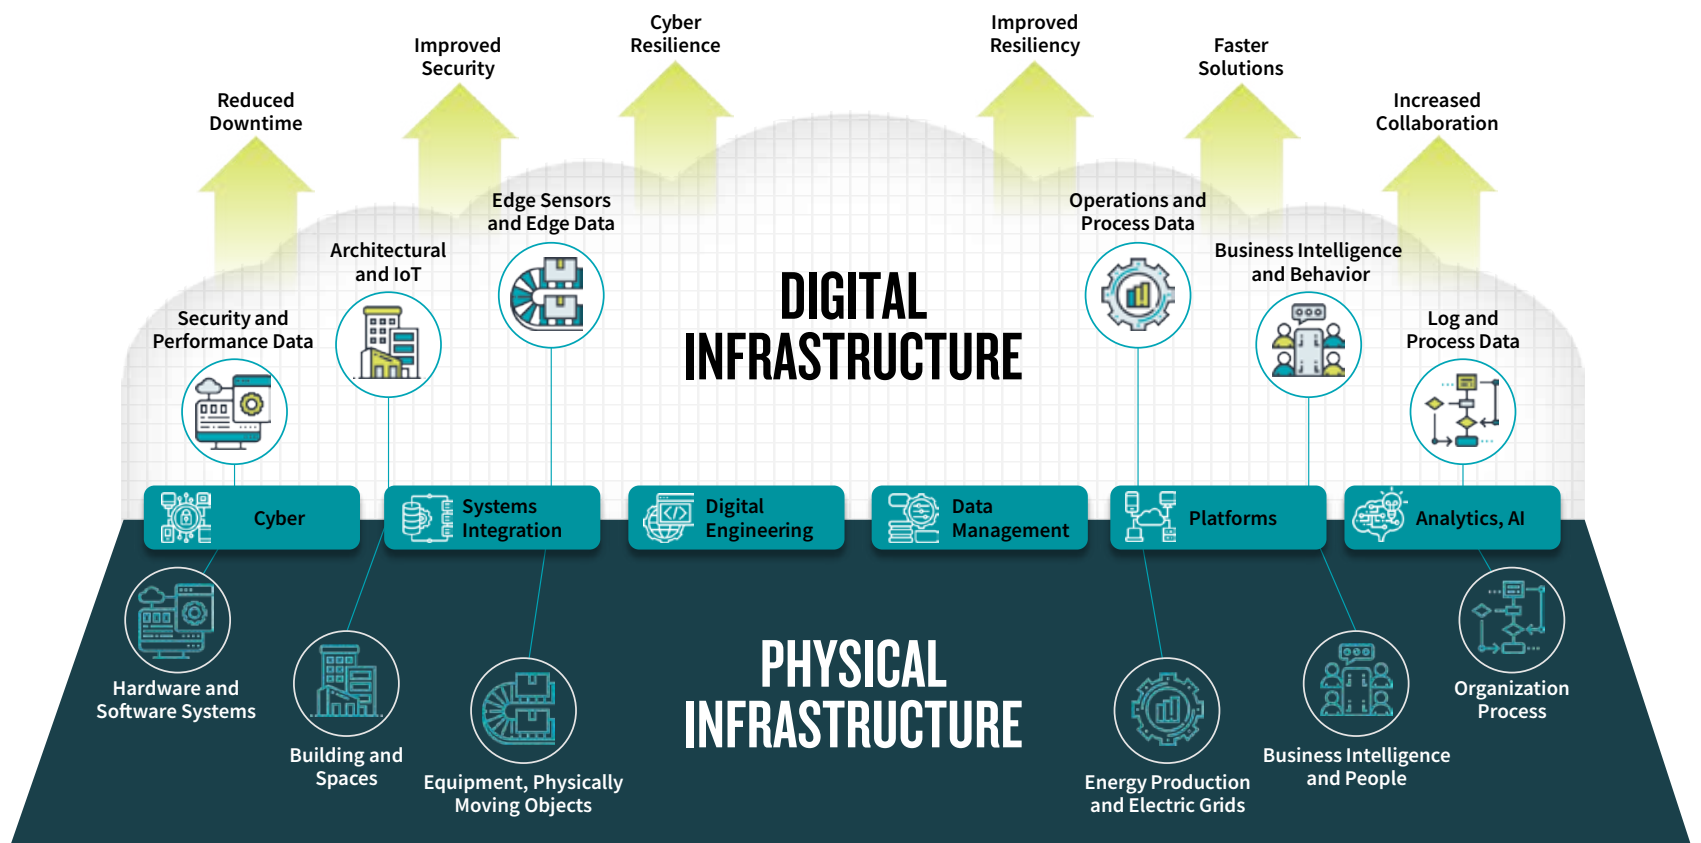 Reduced
Downtime
Improved
Security
Cyber
Resilience
Improved
Resiliency
Faster
Solutions
Increased
Collaboration
Security and
Performance Data
Architectural
and IoT
Edge Sensors
and Edge Data
DIGITAL
INFRASTRUCTURE
Operations and
Process Data
Business Intelligence
and Behavior
Log and
Process Data
Cyber
Systems
Integration
Digital
Engineering
Data
Management
Platforms
Analytics, AI
Hardware and
Software Systems
Building and
Spaces
Equipment, Physically
Moving Objects
PHYSICAL
INFRASTRUCTURE
Energy Production
and Electric Grids
Business Intelligence
and People
Organization
Process